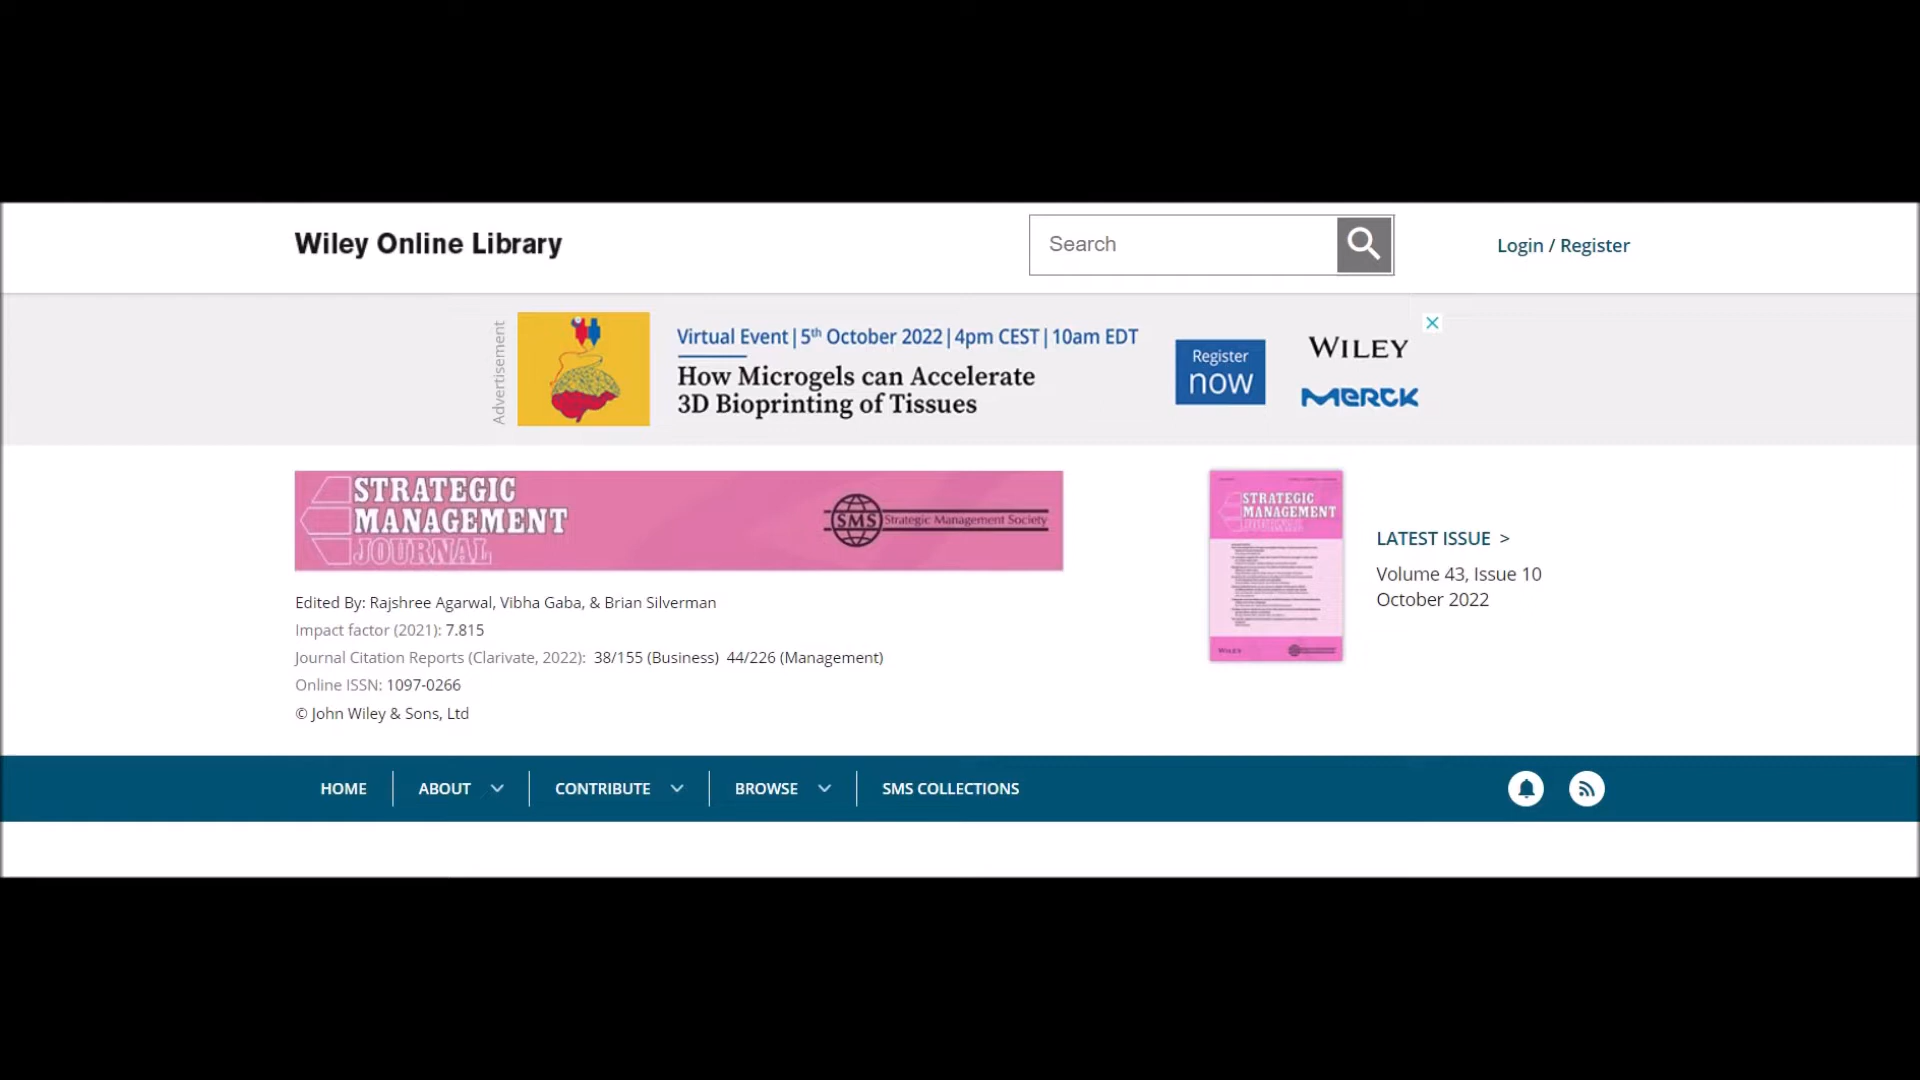 Wiley Online Library
Search
Login / Register
Advertisement
Virtual Event | 5th October 2022 | 4pm CEST | 10am EDT
How Microgels can Accelerate
3D Bioprinting of Tissues
Register
now
WILEY
MERCK
STRATEGIC
MANAGEMENT
JOURNAL
SMS Strategic Management Society
STRATEGIC
MANAGEMENT
JOURNAL
WILEY
LATEST ISSUE >
Volume 43, Issue 10
October 2022
Edited By: Rajshree Agarwal, Vibha Gaba, & Brian Silverman
Impact factor (2021): 7.815
Journal Citation Reports (Clarivate, 2022): 38/155 (Business) 44/226 (Management)
Online ISSN: 1097-0266
© John Wiley & Sons, Ltd
HOME ABOUT CONTRIBUTE BROWSE SMS COLLECTIONS